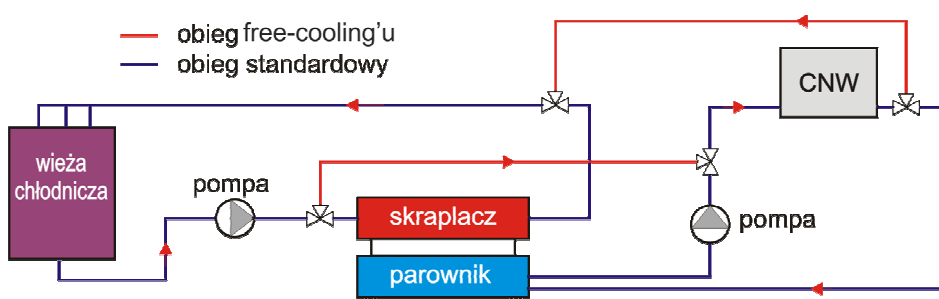 obieg free-cooling'u
obieg standardowy
CNW
wieża
chłodnicza
pompa
skraplacz
pompa
parownik